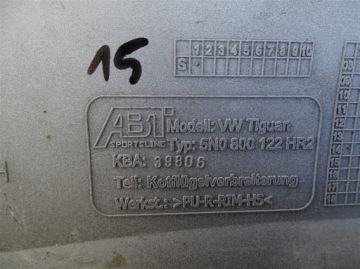 15
1 2 3 4 5 6 7 8 9 10
S
ABT
SPORTSLINE
Modell: VW Tiguan
Typ: 5N0 800 122 HR2
KBA: 39806
Teil: Kotflügelverbreiterung
Werkst.: >PU-R-RIM-HS<